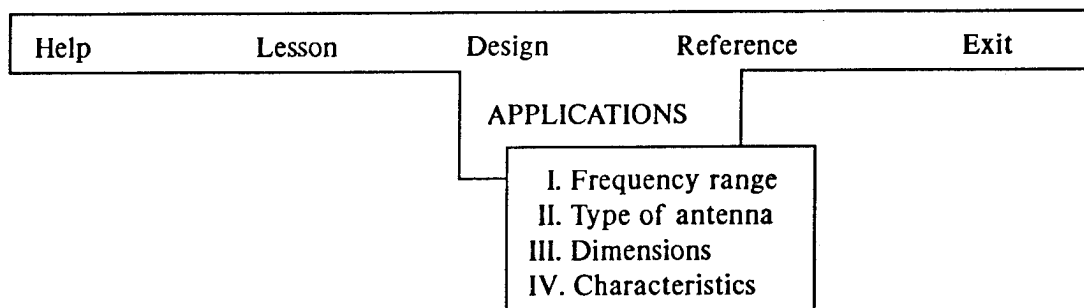 Help Lesson Design Reference Exit
APPLICATIONS
I. Frequency range
II. Type of antenna
III. Dimensions
IV. Characteristics